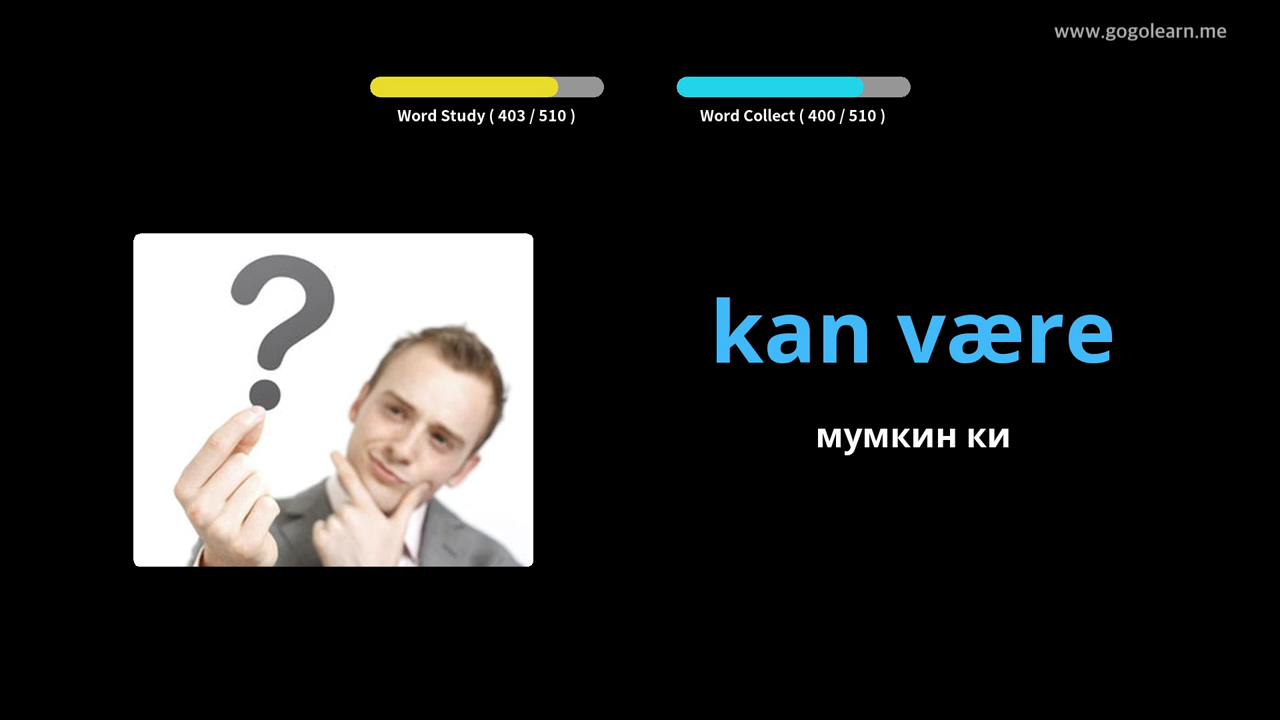 www.gogolearn.me
Word Study ( 403 / 510 )
Word Collect ( 400 / 510 )
?
kan være
мумкин ки